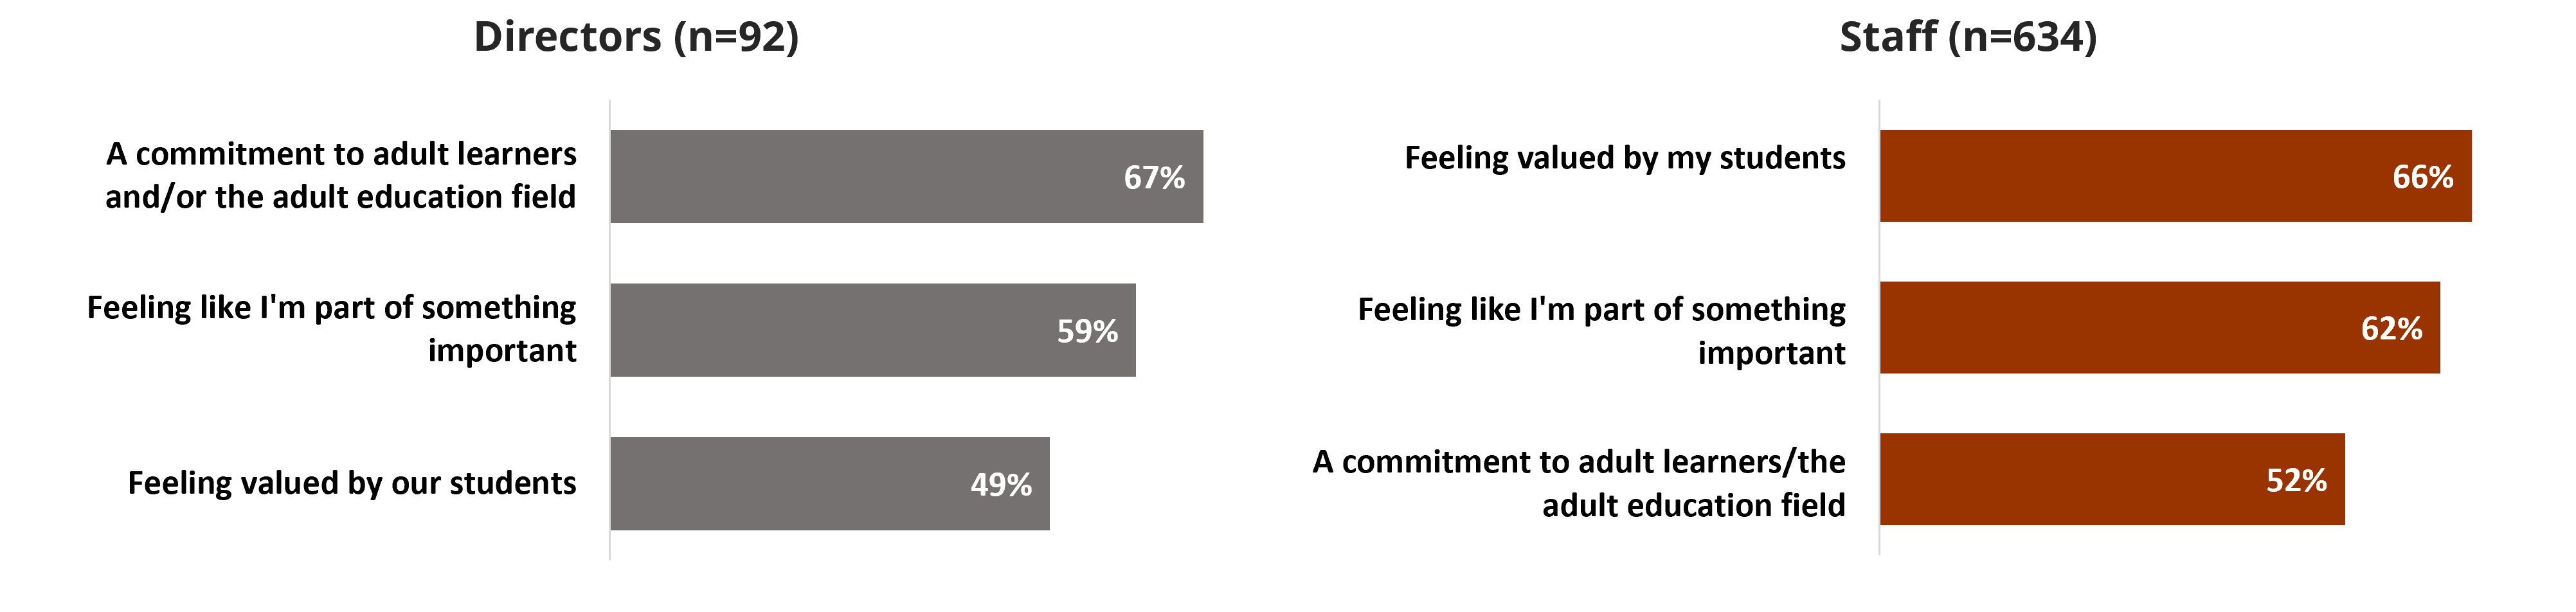 Directors (n=92)
A commitment to adult learners
and/or the adult education field
67%
Feeling like I'm part of something
important
59%
Feeling valued by our students
49%
Staff (n=634)
Feeling valued by my students
66%
Feeling like I'm part of something
important
62%
A commitment to adult learners/the
adult education field
52%